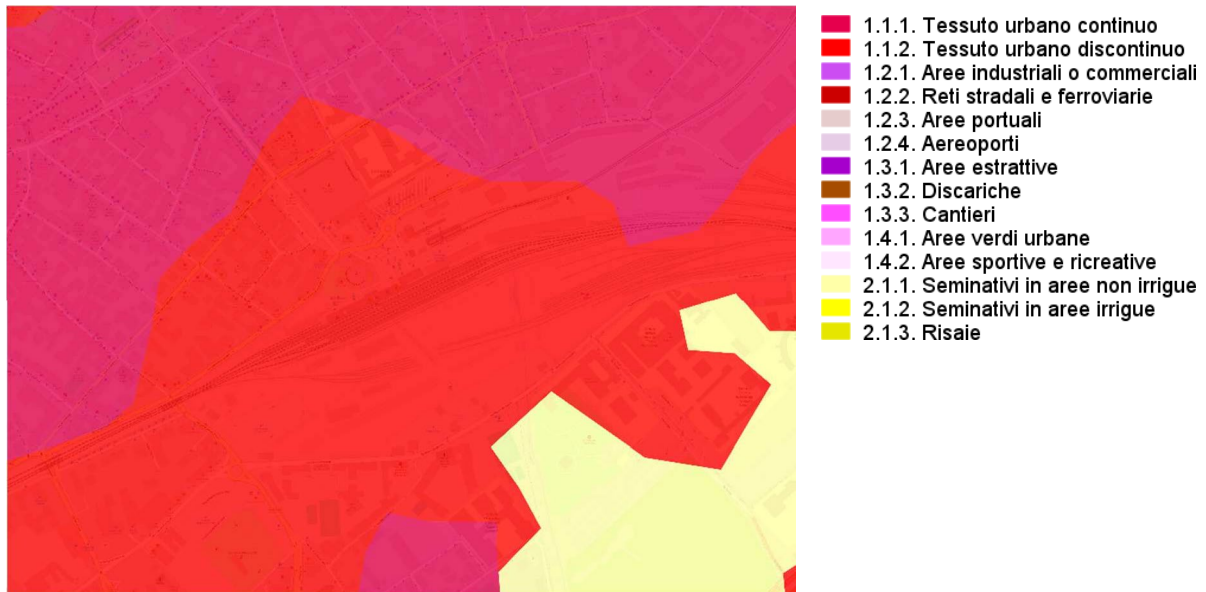 1.1.1. Tessuto urbano continuo
1.1.2. Tessuto urbano discontinuo
1.2.1. Aree industriali o commerciali
1.2.2. Reti stradali e ferroviarie
1.2.3. Aree portuali
1.2.4. Aereoporti
1.3.1. Aree estrattive
1.3.2. Discariche
1.3.3. Cantieri
1.4.1. Aree verdi urbane
1.4.2. Aree sportive e ricreative
2.1.1. Seminativi in aree non irrigue
2.1.2. Seminativi in aree irrigue
2.1.3. Risaie